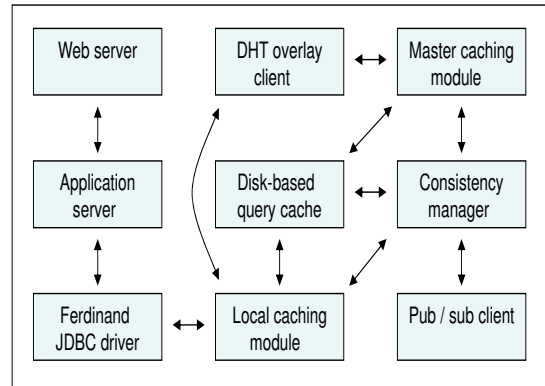 Web server
DHT overlay
client
Master caching
module
Application
server
Disk-based
query cache
Consistency
manager
Ferdinand
JDBC driver
Local caching
module
Pub / sub client